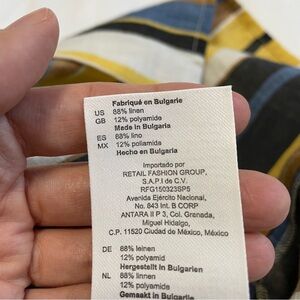 Fabriqué en Bulgarie
US 88% linen
GB 12% polyamide
Made in Bulgaria
ES 88% lino
MX 12% poliamida
Hecho en Bulgaria
Importado por
RETAIL FASHION GROUP,
S.A.P.I de C.V.
RFG150323SP5
Avenida Ejército Nacional,
No. 843 Int. B CORP
ANTARA II P 3, Col. Granada,
Miguel Hidalgo,
C.P. 11520 Ciudad de México, México
DE 88% leinen
12% polyamid
Hergestellt in Bulgarien
NL 88% linnen
12% polyamide
Gemaakt in Bulgarije